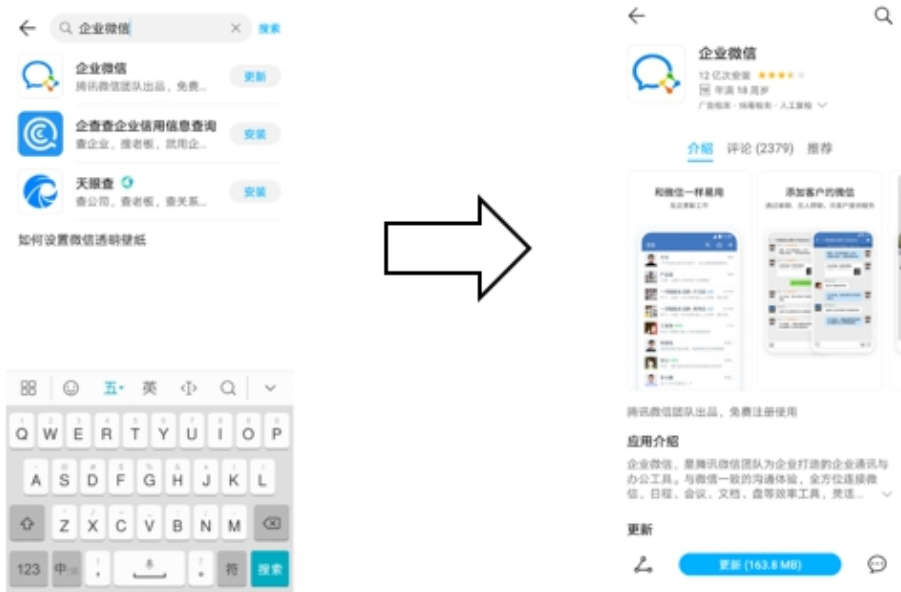 企业微信
搜索
企业微信
腾讯微信团队出品，免费...
更新
企查查企业信用信息查询
查企业，搜老板，就用企...
安装
天眼查
查公司，查老板，查关系...
安装
如何设置微信透明壁纸
五
英
Q W E R T Y U I O P
A S D F G H J K L
Z X C V B N M
123
中
符
搜索
企业微信
12 亿次安装
年满 18 周岁
广告检测 · 病毒检测 · 人工复检
介绍
评论 (2379)
推荐
和微信一样易用
添加客户的微信
腾讯微信团队出品，免费注册使用
应用介绍
企业微信，是腾讯微信团队为企业打造的企业通讯与
办公工具。与微信一致的沟通体验，全方位连接微
信，日程、会议、文档、盘等效率工具，灵活...
更新
更新 (163.8 MB)